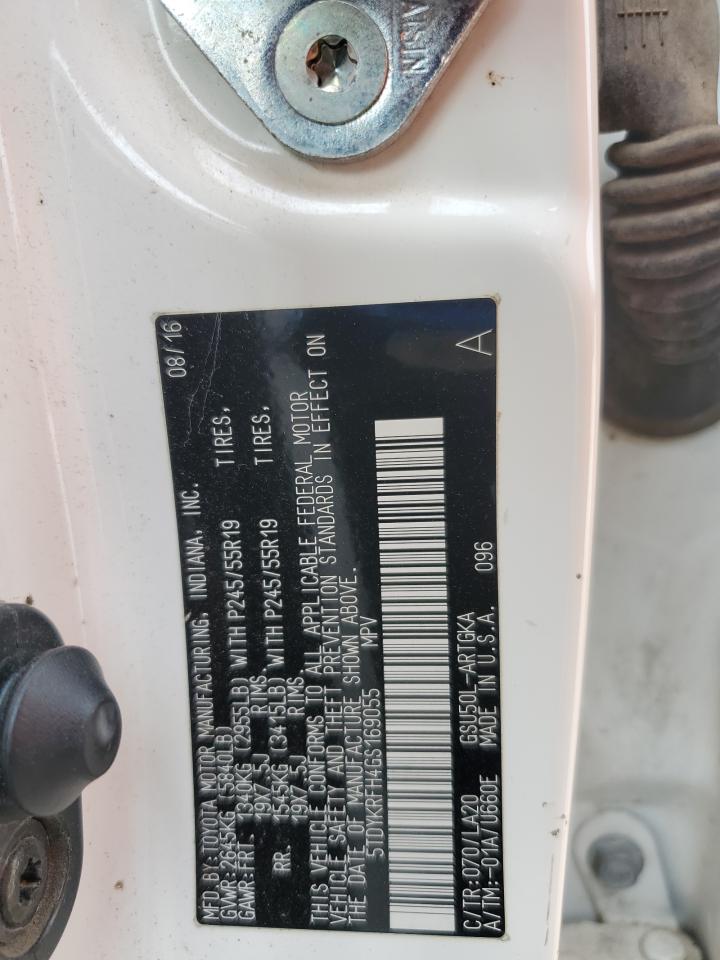 AISIN
MFD.BY:TOYOTA MOTOR MANUFACTURING, INDIANA, INC. 08/16
GVWR:2645KG (5840LB)
GAWR:FRT. 1340KG (2955LB) WITH P245/55R19 TIRES,
19X7.5J RIMS
RR. 1545KG (3415LB) WITH P245/55R19 TIRES,
19X7.5J RIMS
THIS VEHICLE CONFORMS TO ALL APPLICABLE FEDERAL MOTOR
VEHICLE SAFETY AND THEFT PREVENTION STANDARDS IN EFFECT ON
THE DATE OF MANUFACTURE SHOWN ABOVE.
5TDYKRFH4GS169055 MPV
C/TR:070/LA20 GSU50L-ARTGKA
A/TM:-01A/U660E MADE IN U.S.A. 096 A